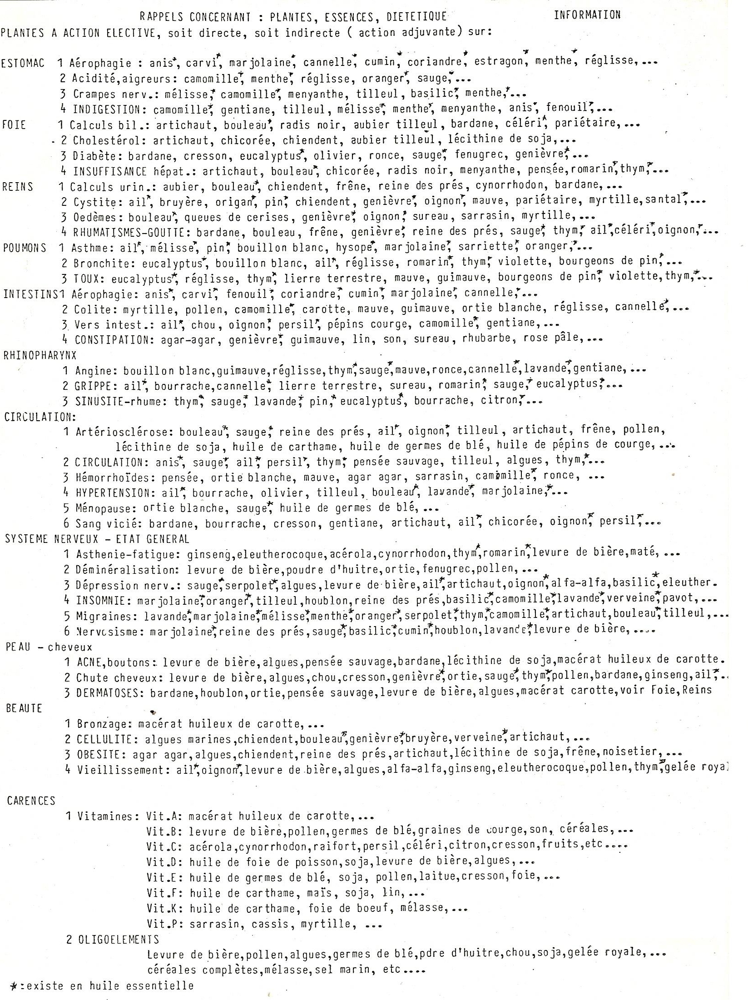 RAPPELS CONCERNANT : PLANTES, ESSENCES, DIETETIQUE INFORMATION
PLANTES A ACTION ELECTIVE, soit directe, soit indirecte ( action adjuvante) sur:
ESTOMAC 1 Aérophagie : anis*, carvi*, marjolaine*, cannelle*, cumin*, coriandre*, estragon*, menthe*, réglisse,...
2 Acidité,aigreurs: camomille*, menthe*, réglisse, oranger*, sauge*,...
3 Crampes nerv.: mélisse,* camomille*, menyanthe, tilleul, basilic*, menthe,*...
4 INDIGESTION: camomille*, gentiane, tilleul, mélisse*, menthe*, menyanthe, anis*, fenouil*,...
FOIE 1 Calculs bil.: artichaut, bouleau*, radis noir, aubier tilleul, bardane, céléri*, pariétaire,...
2 Cholestérol: artichaut, chicorée, chiendent, aubier tilleul, lécithine de soja,...
3 Diabète: bardane, cresson, eucalyptus*, olivier, ronce, sauge*, fenugrec, genièvre*,...
4 INSUFFISANCE hépat.: artichaut, bouleau*, chicorée, radis noir, menyanthe, pensée,romarin*,thym*,...
REINS 1 Calculs urin.: aubier, bouleau*, chiendent, frêne, reine des prés, cynorrhodon, bardane,...
2 Cystite: ail*, bruyère, origan*, pin*, chiendent, genièvre*, oignon*, mauve, pariétaire, myrtille,santal*,...
3 Oedèmes: bouleau*, queues de cerises, genièvre*, oignon*, sureau, sarrasin, myrtille,...
4 RHUMATISMES-GOUTTE: bardane, bouleau, frêne, genièvre*, reine des prés, sauge*, thym*, ail*,céléri*,oignon,*...
POUMONS 1 Asthme: ail*, mélisse*, pin*, bouillon blanc, hysope*, marjolaine*, sarriette*, oranger,*...
2 Bronchite: eucalyptus*, bouillon blanc, ail*, réglisse, romarin*, thym*, violette, bourgeons de pin*,...
3 TOUX: eucalyptus*, réglisse, thym*, lierre terrestre, mauve, guimauve, bourgeons de pin*, violette,thym,*...
INTESTINS1 Aérophagie: anis*, carvi*, fenouil*, coriandre*, cumin*, marjolaine*, cannelle,*...
2 Colite: myrtille, pollen, camomille*, carotte, mauve, guimauve, ortie blanche, réglisse, cannelle*,...
3 Vers intest.: ail*, chou, oignon*, persil*, pépins courge, camomille*, gentiane,...
4 CONSTIPATION: agar-agar, genièvre*, guimauve, lin, son, sureau, rhubarbe, rose pâle,...
RHINOPHARYNX
1 Angine: bouillon blanc,guimauve,réglisse,thym*,sauge*,mauve,ronce,cannelle*,lavande*,gentiane,...
2 GRIPPE: ail*, bourrache,cannelle*, lierre terrestre, sureau, romarin*, sauge,* eucalyptus*,...
3 SINUSITE-rhume: thym*, sauge*, lavande*, pin,* eucalyptus*, bourrache, citron,*...
CIRCULATION:
1 Artériosclérose: bouleau*, sauge*, reine des prés, ail*, oignon*, tilleul, artichaut, frêne, pollen,
lécithine de soja, huile de carthame, huile de germes de blé, huile de pépins de courge,...
2 CIRCULATION: anis*, sauge*, ail*, persil*, thym*, pensée sauvage, tilleul, algues, thym,*...
3 Hémorrhoïdes: pensée, ortie blanche, mauve, agar agar, sarrasin, camomille*, ronce, ...
4 HYPERTENSION: ail*, bourrache, olivier, tilleul, bouleau*, lavande*, marjolaine,*...
5 Ménopause: ortie blanche, sauge*, huile de germes de blé,...
6 Sang vicié: bardane, bourrache, cresson, gentiane, artichaut, ail*, chicorée, oignon*, persil*,...
SYSTEME NERVEUX - ETAT GENERAL
1 Asthenie-fatigue: ginseng,eleutherocoque,acérola,cynorrhodon,thym*,romarin*,levure de bière,maté,...
2 Déminéralisation: levure de bière,poudre d'huitre,ortie,fenugrec,pollen,...
3 Dépression nerv.: sauge*,serpolet*,algues,levure de bière,ail*,artichaut,oignon*,alfa-alfa,basilic*,eleuther.
4 INSOMNIE: marjolaine*,oranger*,tilleul,houblon,reine des prés,basilic*,camomille*,lavande*,verveine*,pavot,...
5 Migraines: lavande*,marjolaine*,mélisse*,menthe*,oranger*,serpolet*,thym*,camomille*,artichaut,bouleau*,tilleul,...
6 Nervosisme: marjolaine*,reine des prés,sauge*,basilic*,cumin*,houblon,lavande*,levure de bière,....
PEAU - cheveux
1 ACNE,boutons: levure de bière,algues,pensée sauvage,bardane,lécithine de soja,macérat huileux de carotte.
2 Chute cheveux: levure de bière,algues,chou,cresson,genièvre*,ortie,sauge*,thym*,pollen,bardane,ginseng,ail*,..
3 DERMATOSES: bardane,houblon,ortie,pensée sauvage,levure de bière,algues,macérat carotte,voir Foie,Reins
BEAUTE
1 Bronzage: macérat huileux de carotte,...
2 CELLULITE: algues marines,chiendent,bouleau*,genièvre*,bruyère,verveine*,artichaut,...
3 OBESITE: agar agar,algues,chiendent,reine des prés,artichaut,lécithine de soja,frêne,noisetier,...
4 Vieillissement: ail*,oignon*,levure de bière,algues,alfa-alfa,ginseng,eleutherocoque,pollen,thym*,gelée royal
CARENCES
1 Vitamines: Vit.A: macérat huileux de carotte,...
Vit.B: levure de bière,pollen,germes de blé,graines de courge,son, céréales,...
Vit.C: acérola,cynorrhodon,raifort,persil,céléri,citron,cresson,fruits,etc....
Vit.D: huile de foie de poisson,soja,levure de bière,algues,...
Vit.E: huile de germes de blé, soja, pollen,laitue,cresson,foie,...
Vit.F: huile de carthame, maïs, soja, lin,...
Vit.K: huile de carthame, foie de boeuf, mélasse,...
Vit.P: sarrasin, cassis, myrtille, ...
2 OLIGOELEMENTS
Levure de bière,pollen,algues,germes de blé,pdre d'huitre,chou,soja,gelée royale,...
céréales complètes,mélasse,sel marin, etc....
*:existe en huile essentielle